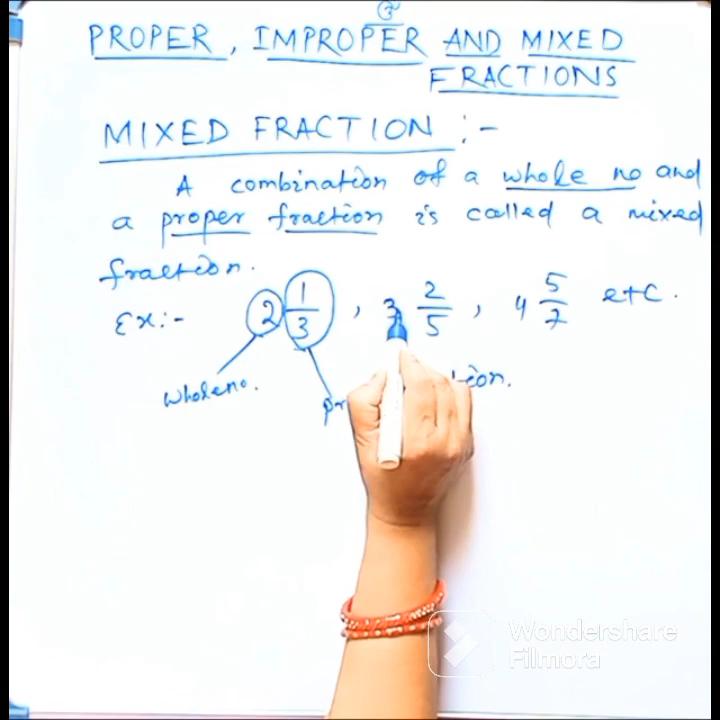 ③
PROPER, IMPROPER AND MIXED
FRACTIONS
MIXED FRACTION :-
A combination of a whole no and
a proper fraction is called a mixed
fraction.
Ex:- 2 1/3 , 3 2/5 , 4 5/7 etc.
whole no.
Wondershare
Filmora